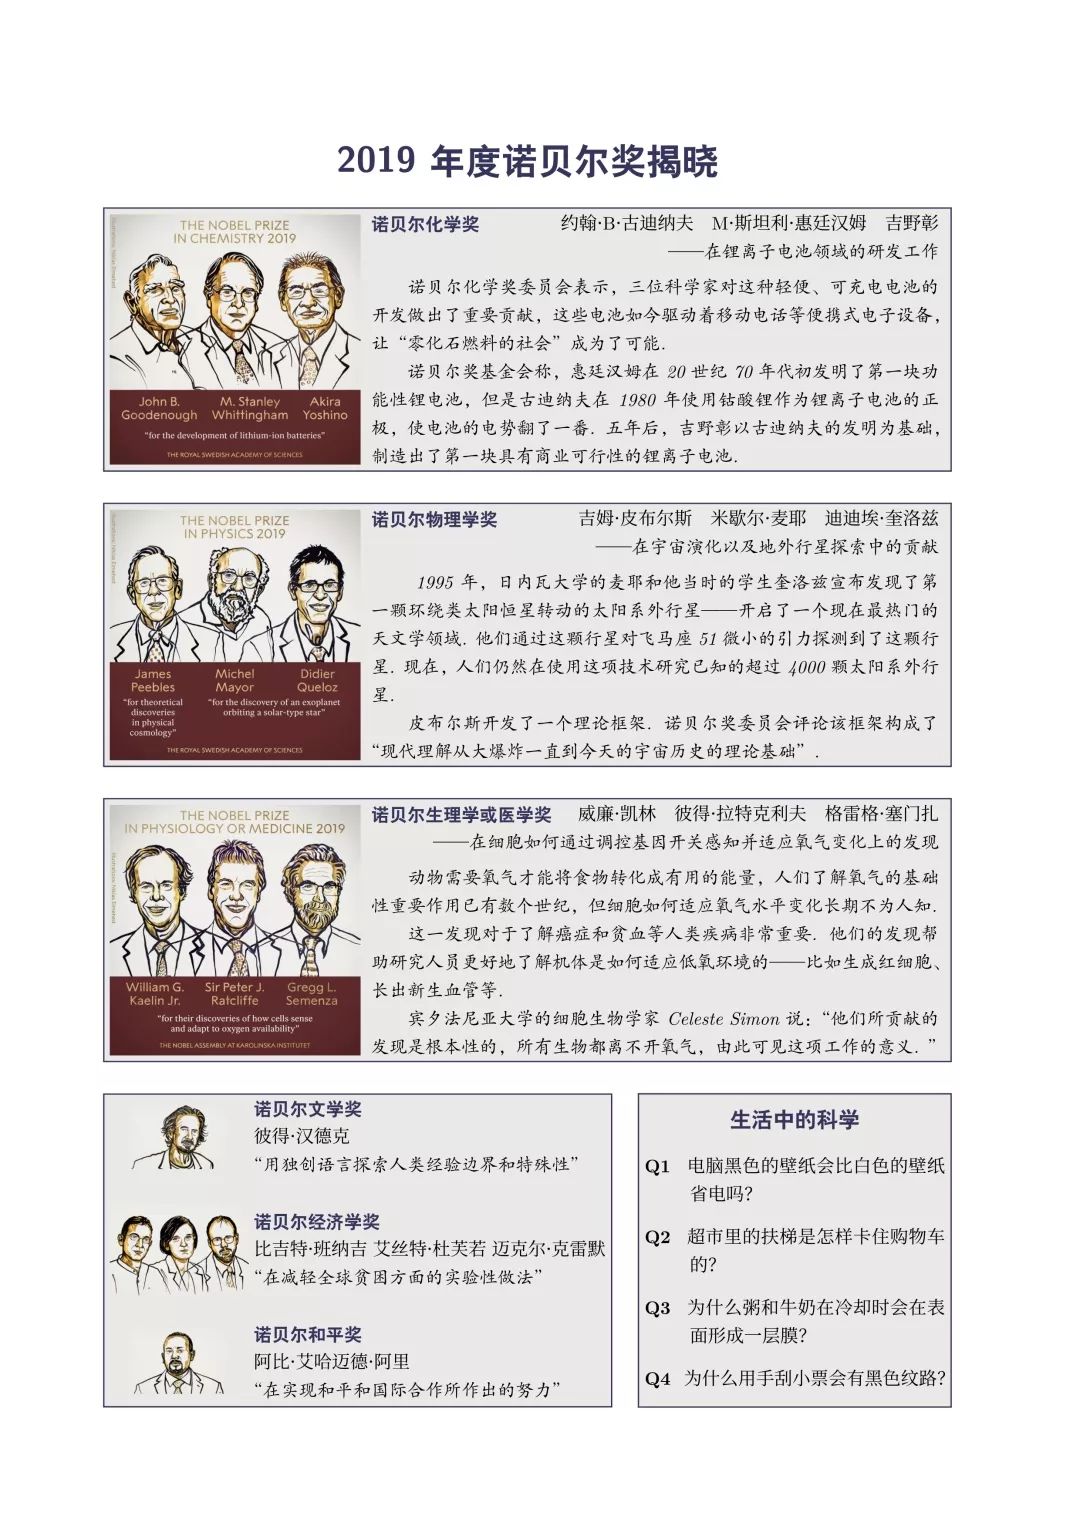 2019 年度诺贝尔奖揭晓
THE NOBEL PRIZE
IN CHEMISTRY 2019
John B.
Goodenough
M. Stanley
Whittingham
Akira
Yoshino
“for the development of lithium-ion batteries”
THE ROYAL SWEDISH ACADEMY OF SCIENCES
诺贝尔化学奖 约翰·B·古迪纳夫 M·斯坦利·惠廷汉姆 吉野彰
——在锂离子电池领域的研发工作
诺贝尔化学奖委员会表示，三位科学家对这种轻便、可充电电池的
开发做出了重要贡献，这些电池如今驱动着移动电话等便携式电子设备，
让“零化石燃料的社会”成为了可能.
诺贝尔奖基金会称，惠廷汉姆在 20 世纪 70 年代初发明了第一块功
能性锂电池，但是古迪纳夫在 1980 年使用钴酸锂作为锂离子电池的正
极，使电池的电势翻了一番. 五年后，吉野彰以古迪纳夫的发明为基础，
制造出了第一块具有商业可行性的锂离子电池.
THE NOBEL PRIZE
IN PHYSICS 2019
James
Peebles
“for theoretical
discoveries
in physical
cosmology”
Michel
Mayor
Didier
Queloz
“for the discovery of an exoplanet
orbiting a solar-type star”
THE ROYAL SWEDISH ACADEMY OF SCIENCES
诺贝尔物理学奖 吉姆·皮布尔斯 米歇尔·麦耶 迪迪埃·奎洛兹
——在宇宙演化以及地外行星探索中的贡献
1995 年，日内瓦大学的麦耶和他当时的学生奎洛兹宣布发现了第
一颗环绕类太阳恒星转动的太阳系外行星——开启了一个现在最热门的
天文学领域. 他们通过这颗行星对飞马座 51 微小的引力探测到了这颗行
星. 现在，人们仍然在使用这项技术研究已知的超过 4000 颗太阳系外行
星.
皮布尔斯开发了一个理论框架. 诺贝尔奖委员会评论该框架构成了
“现代理解从大爆炸一直到今天的宇宙历史的理论基础”.
THE NOBEL PRIZE
IN PHYSIOLOGY OR MEDICINE 2019
William G.
Kaelin Jr.
Sir Peter J.
Ratcliffe
Gregg L.
Semenza
“for their discoveries of how cells sense
and adapt to oxygen availability”
THE NOBEL ASSEMBLY AT KAROLINSKA INSTITUTET
诺贝尔生理学或医学奖 威廉·凯林 彼得·拉特克利夫 格雷格·塞门扎
——在细胞如何通过调控基因开关感知并适应氧气变化上的发现
动物需要氧气才能将食物转化成有用的能量，人们了解氧气的基础
性重要作用已有数个世纪，但细胞如何适应氧气水平变化长期不为人知.
这一发现对于了解癌症和贫血等人类疾病非常重要. 他们的发现帮
助研究人员更好地了解机体是如何适应低氧环境的——比如生成红细胞、
长出新生血管等.
宾夕法尼亚大学的细胞生物学家 Celeste Simon 说：“他们所贡献的
发现是根本性的，所有生物都离不开氧气，由此可见这项工作的意义. ”
诺贝尔文学奖
彼得·汉德克
“用独创语言探索人类经验边界和特殊性”
诺贝尔经济学奖
比吉特·班纳吉 艾丝特·杜芙若 迈克尔·克雷默
“在减轻全球贫困方面的实验性做法”
诺贝尔和平奖
阿比·艾哈迈德·阿里
“在实现和平和国际合作所作出的努力”
生活中的科学
Q1 电脑黑色的壁纸会比白色的壁纸
省电吗？
Q2 超市里的扶梯是怎样卡住购物车
的？
Q3 为什么粥和牛奶在冷却时会在表
面形成一层膜？
Q4 为什么用手刮小票会有黑色纹路？